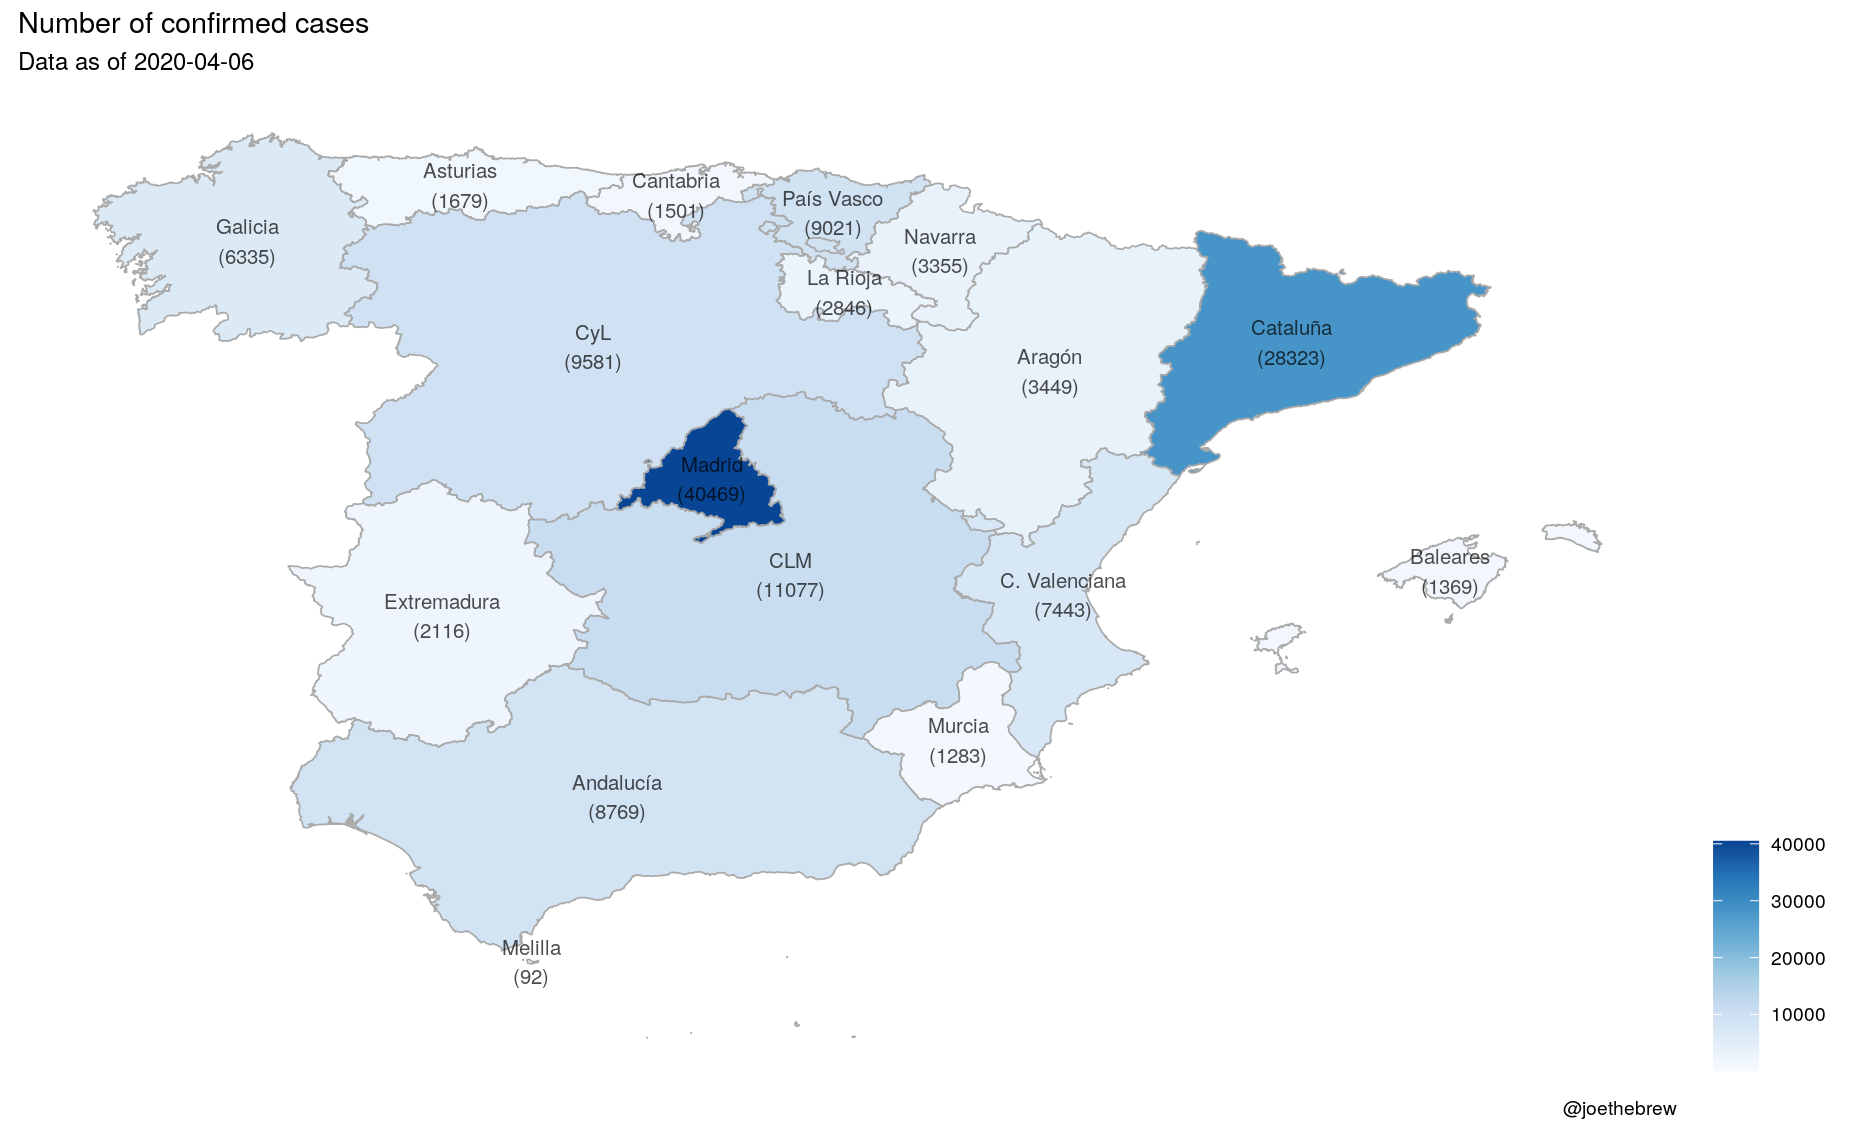 Number of confirmed cases
Data as of 2020-04-06
Asturias
(1679)
Cantabria
(1501)
País Vasco
(9021)
Galicia
(6335)
Navarra
(3355)
La Rioja
(2846)
CyL
(9581)
Aragón
(3449)
Cataluña
(28323)
Madrid
(40469)
CLM
(11077)
C. Valenciana
(7443)
Baleares
(1369)
Extremadura
(2116)
Murcia
(1283)
Andalucía
(8769)
Melilla
(92)
40000
30000
20000
10000
@joethebrew